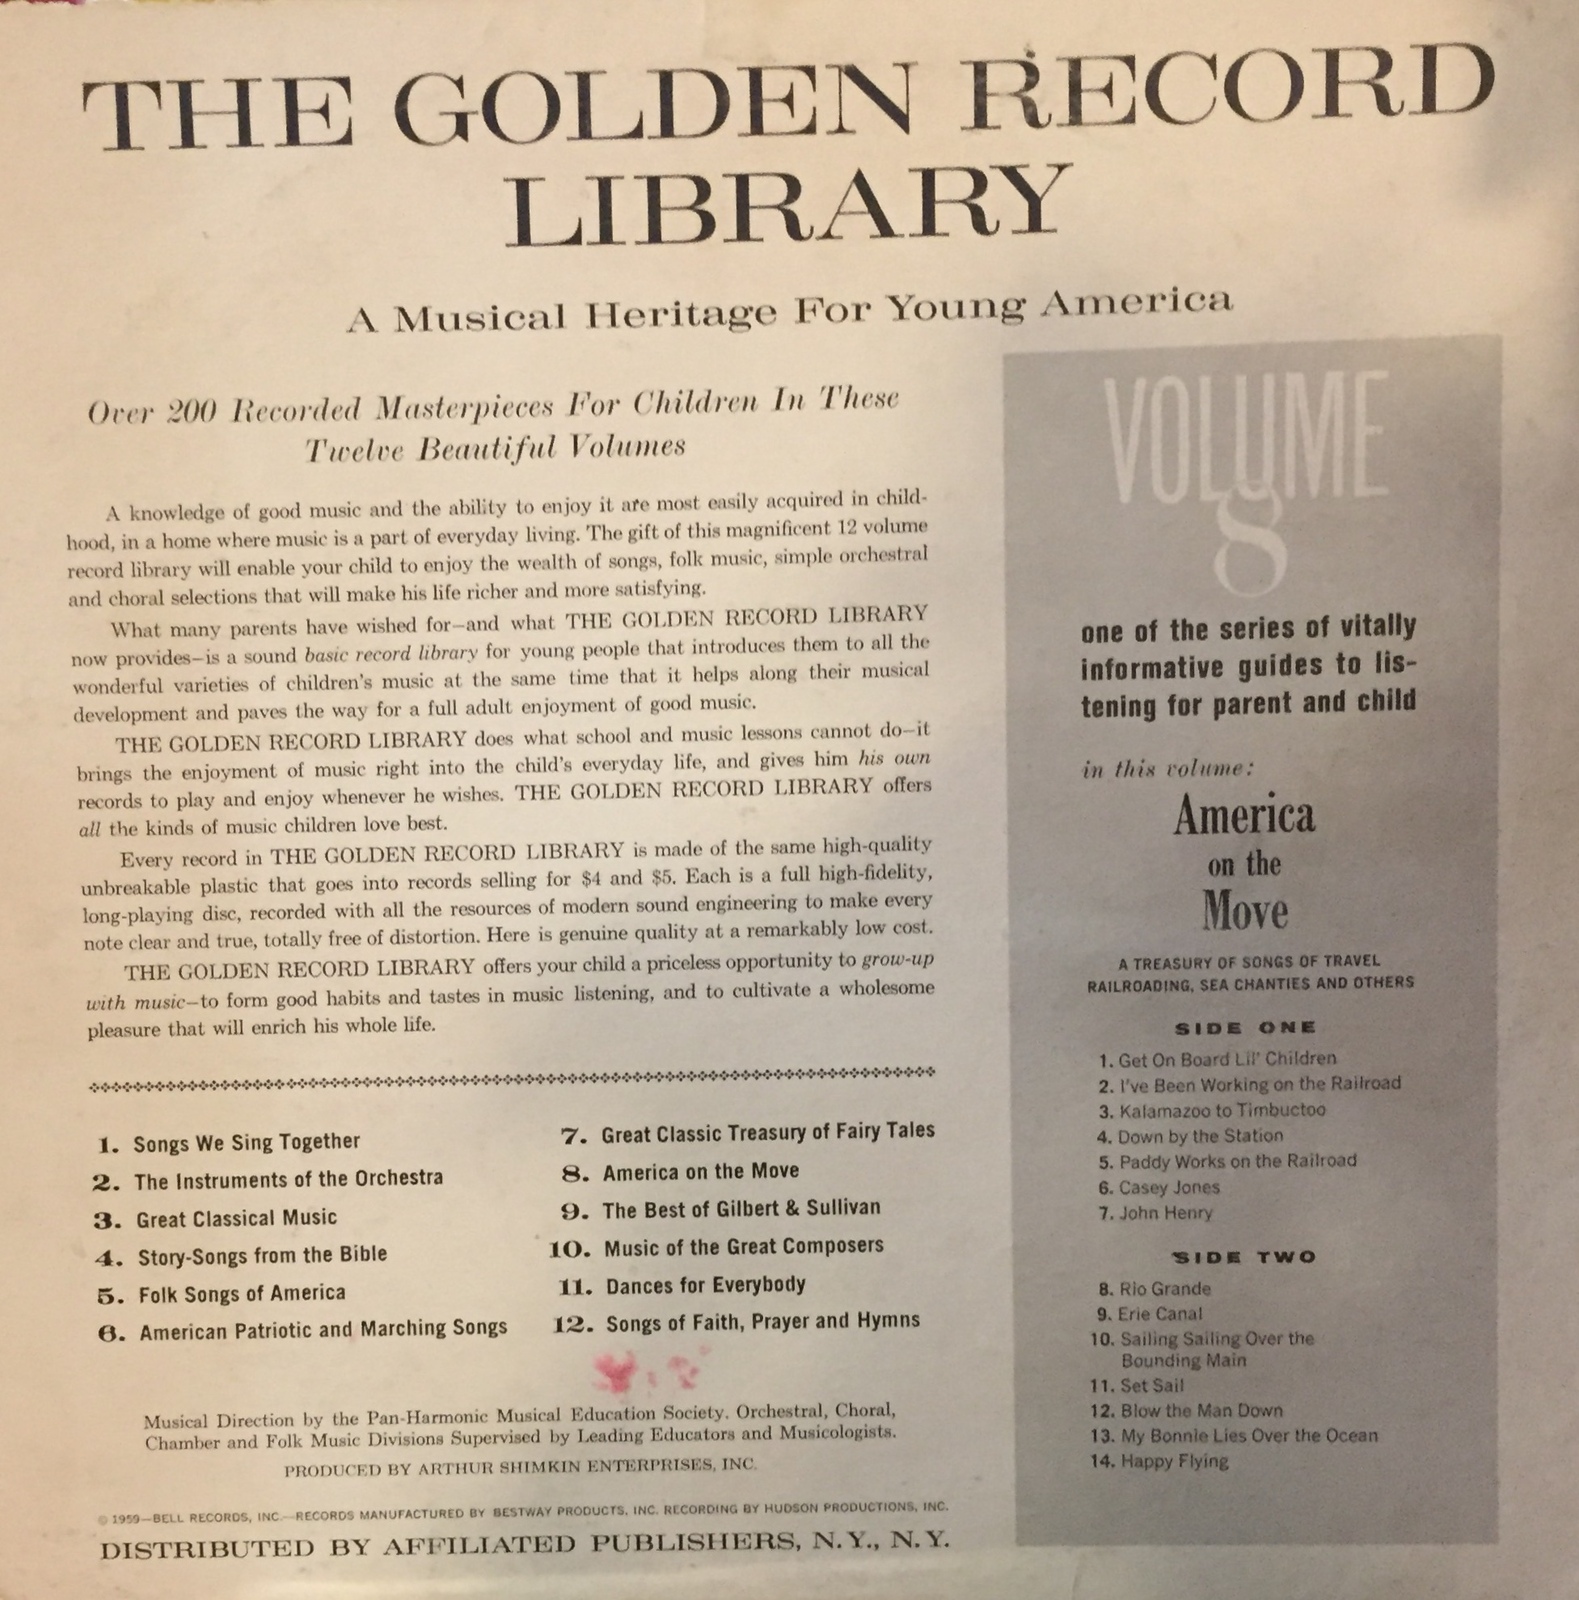 THE GOLDEN RECORD
LIBRARY
A Musical Heritage For Young America
Over 200 Recorded Masterpieces For Children In These
Twelve Beautiful Volumes
A knowledge of good music and the ability to enjoy it are most easily acquired in child-
hood, in a home where music is a part of everyday living. The gift of this magnificent 12 volume
record library will enable your child to enjoy the wealth of songs, folk music, simple orchestral
and choral selections that will make his life richer and more satisfying.
What many parents have wished for—and what THE GOLDEN RECORD LIBRARY
now provides—is a sound basic record library for young people that introduces them to all the
wonderful varieties of children's music at the same time that it helps along their musical
development and paves the way for a full adult enjoyment of good music.
THE GOLDEN RECORD LIBRARY does what school and music lessons cannot do—it
brings the enjoyment of music right into the child's everyday life, and gives him his own
records to play and enjoy whenever he wishes. THE GOLDEN RECORD LIBRARY offers
all the kinds of music children love best.
Every record in THE GOLDEN RECORD LIBRARY is made of the same high-quality
unbreakable plastic that goes into records selling for $4 and $5. Each is a full high-fidelity,
long-playing disc, recorded with all the resources of modern sound engineering to make every
note clear and true, totally free of distortion. Here is genuine quality at a remarkably low cost.
THE GOLDEN RECORD LIBRARY offers your child a priceless opportunity to grow-up
with music—to form good habits and tastes in music listening, and to cultivate a wholesome
pleasure that will enrich his whole life.
1. Songs We Sing Together
2. The Instruments of the Orchestra
3. Great Classical Music
4. Story-Songs from the Bible
5. Folk Songs of America
6. American Patriotic and Marching Songs
7. Great Classic Treasury of Fairy Tales
8. America on the Move
9. The Best of Gilbert & Sullivan
10. Music of the Great Composers
11. Dances for Everybody
12. Songs of Faith, Prayer and Hymns
Musical Direction by the Pan-Harmonic Musical Education Society. Orchestral, Choral,
Chamber and Folk Music Divisions Supervised by Leading Educators and Musicologists.
PRODUCED BY ARTHUR SHIMKIN ENTERPRISES, INC.
© 1959—BELL RECORDS, INC.—RECORDS MANUFACTURED BY BESTWAY PRODUCTS, INC. RECORDING BY HUDSON PRODUCTIONS, INC.
DISTRIBUTED BY AFFILIATED PUBLISHERS, N.Y., N.Y.
VOLUME
8
one of the series of vitally
informative guides to lis-
tening for parent and child
in this volume:
America
on the
Move
A TREASURY OF SONGS OF TRAVEL
RAILROADING, SEA CHANTIES AND OTHERS
SIDE ONE
1. Get On Board Lil' Children
2. I've Been Working on the Railroad
3. Kalamazoo to Timbuctoo
4. Down by the Station
5. Paddy Works on the Railroad
6. Casey Jones
7. John Henry
SIDE TWO
8. Rio Grande
9. Erie Canal
10. Sailing Sailing Over the
Bounding Main
11. Set Sail
12. Blow the Man Down
13. My Bonnie Lies Over the Ocean
14. Happy Flying